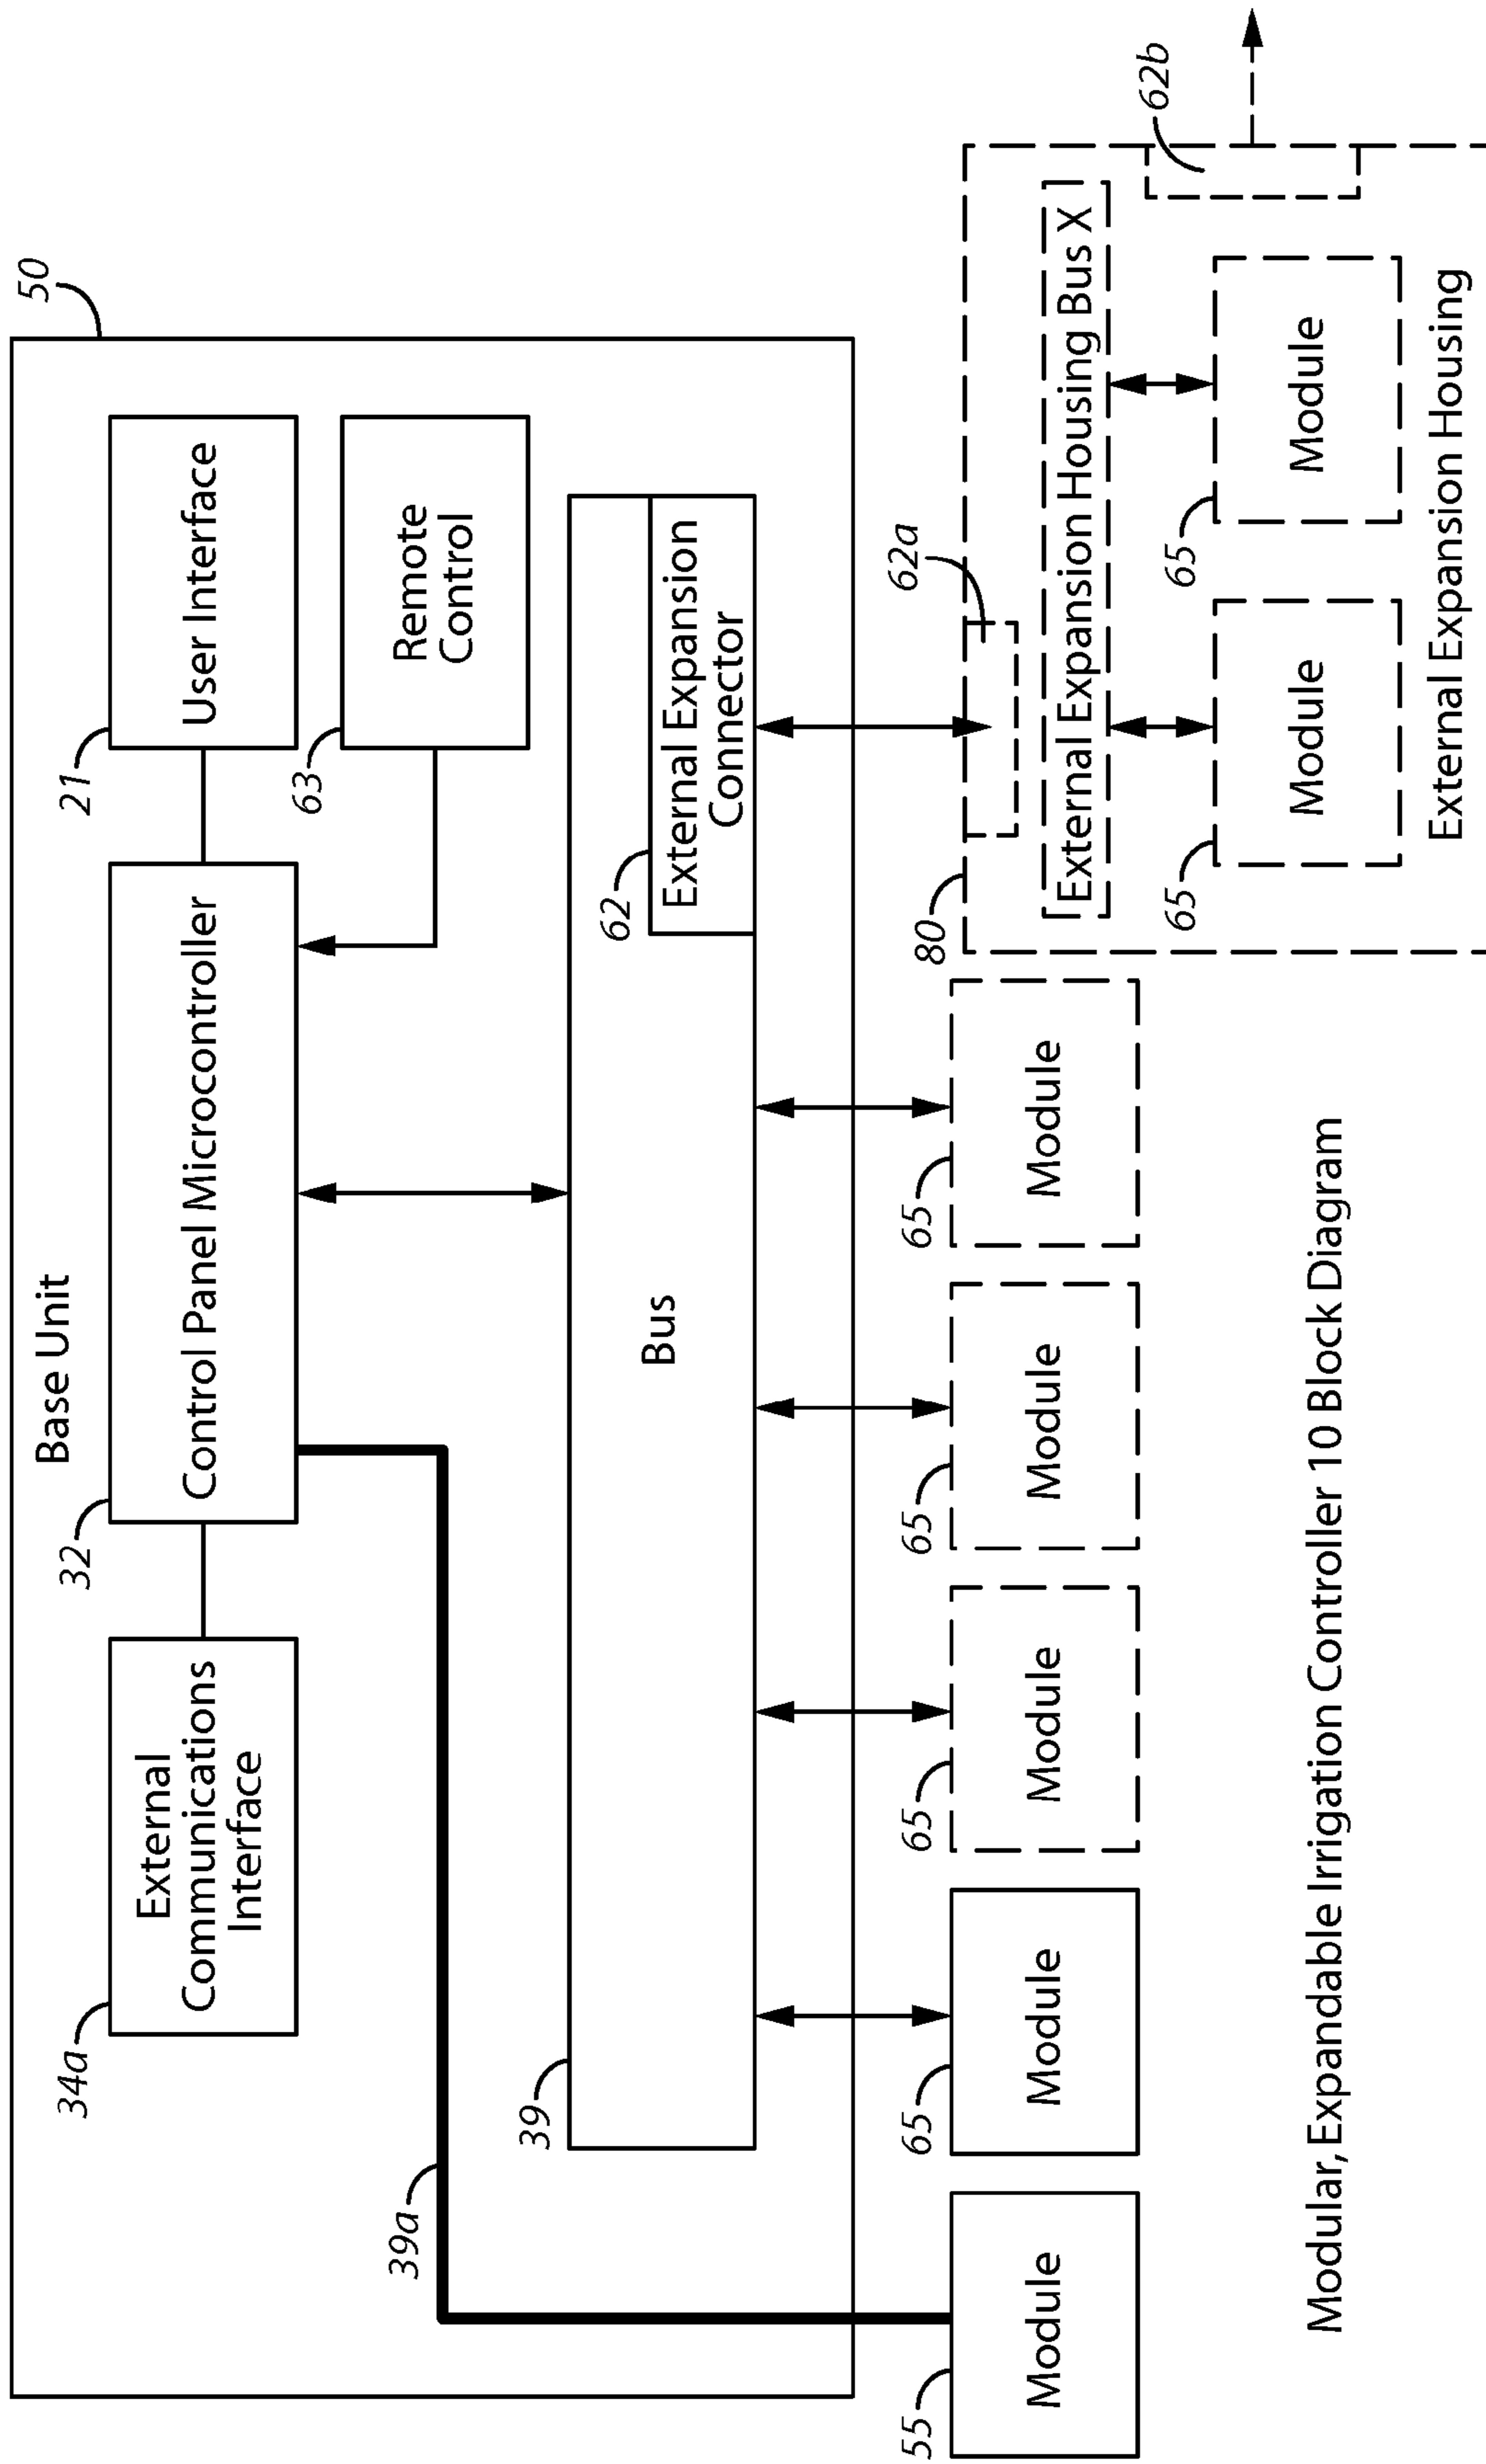 50
Base Unit
34a
External
Communications
Interface
32
Control Panel Microcontroller
21
User Interface
63
Remote
Control
39a
39
Bus
62
External Expansion
Connector
55
Module
65
Module
65
Module
65
Module
65
Module
80
62a
External Expansion Housing Bus X
62b
65
Module
65
Module
External Expansion Housing
Modular, Expandable Irrigation Controller 10 Block Diagram